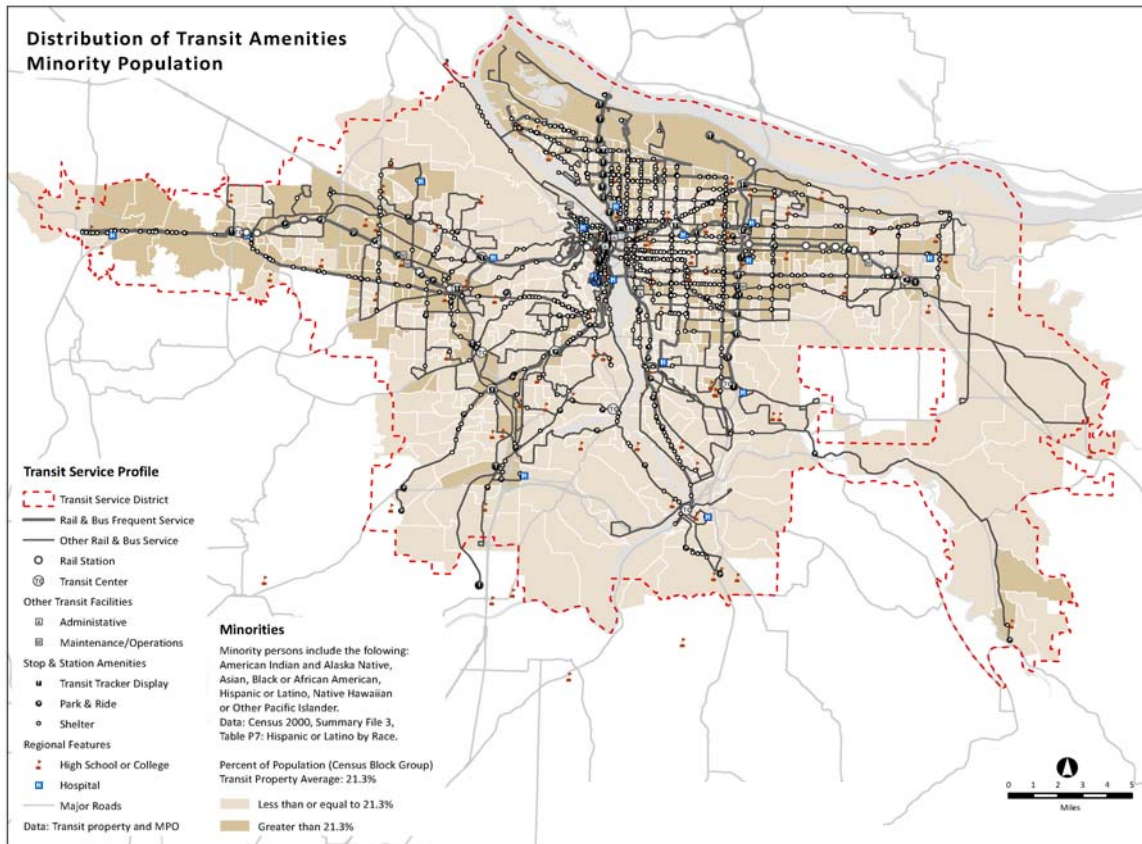 Distribution of Transit Amenities
Minority Population
Transit Service Profile
Transit Service District
Rail & Bus Frequent Service
Other Rail & Bus Service
Rail Station
TC Transit Center
Other Transit Facilities
Administative
Maintenance/Operations
Stop & Station Amenities
Transit Tracker Display
Park & Ride
Shelter
Regional Features
High School or College
H Hospital
Major Roads
Data: Transit property and MPO
Minorities
Minority persons include the folowing:
American Indian and Alaska Native,
Asian, Black or African American,
Hispanic or Latino, Native Hawaiian
or Other Pacific Islander.
Data: Census 2000, Summary File 3,
Table P7: Hispanic or Latino by Race.
Percent of Population (Census Block Group)
Transit Property Average: 21.3%
Less than or equal to 21.3%
Greater than 21.3%
0 1 2 3 4 5
Miles